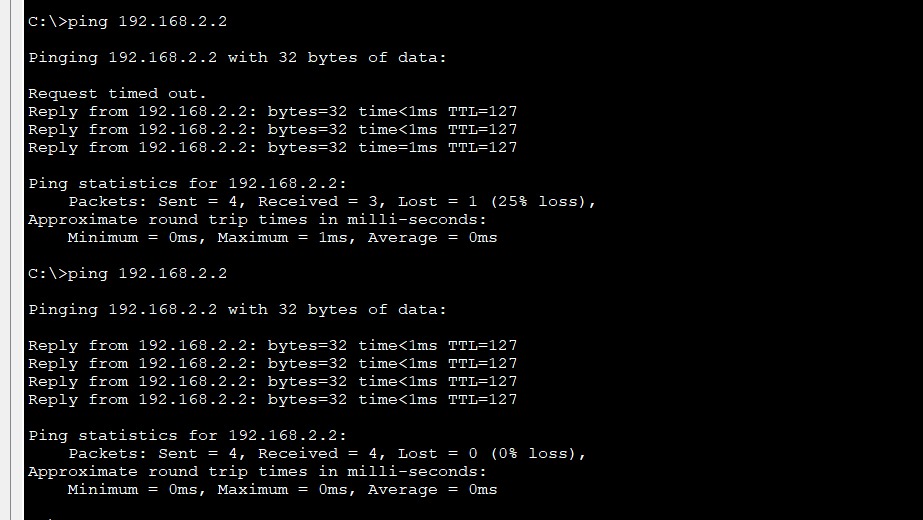 C:\>ping 192.168.2.2
Pinging 192.168.2.2 with 32 bytes of data:
Request timed out.
Reply from 192.168.2.2: bytes=32 time<1ms TTL=127
Reply from 192.168.2.2: bytes=32 time<1ms TTL=127
Reply from 192.168.2.2: bytes=32 time=1ms TTL=127
Ping statistics for 192.168.2.2:
Packets: Sent = 4, Received = 3, Lost = 1 (25% loss),
Approximate round trip times in milli-seconds:
Minimum = 0ms, Maximum = 1ms, Average = 0ms
C:\>ping 192.168.2.2
Pinging 192.168.2.2 with 32 bytes of data:
Reply from 192.168.2.2: bytes=32 time<1ms TTL=127
Reply from 192.168.2.2: bytes=32 time<1ms TTL=127
Reply from 192.168.2.2: bytes=32 time<1ms TTL=127
Reply from 192.168.2.2: bytes=32 time<1ms TTL=127
Ping statistics for 192.168.2.2:
Packets: Sent = 4, Received = 4, Lost = 0 (0% loss),
Approximate round trip times in milli-seconds:
Minimum = 0ms, Maximum = 0ms, Average = 0ms